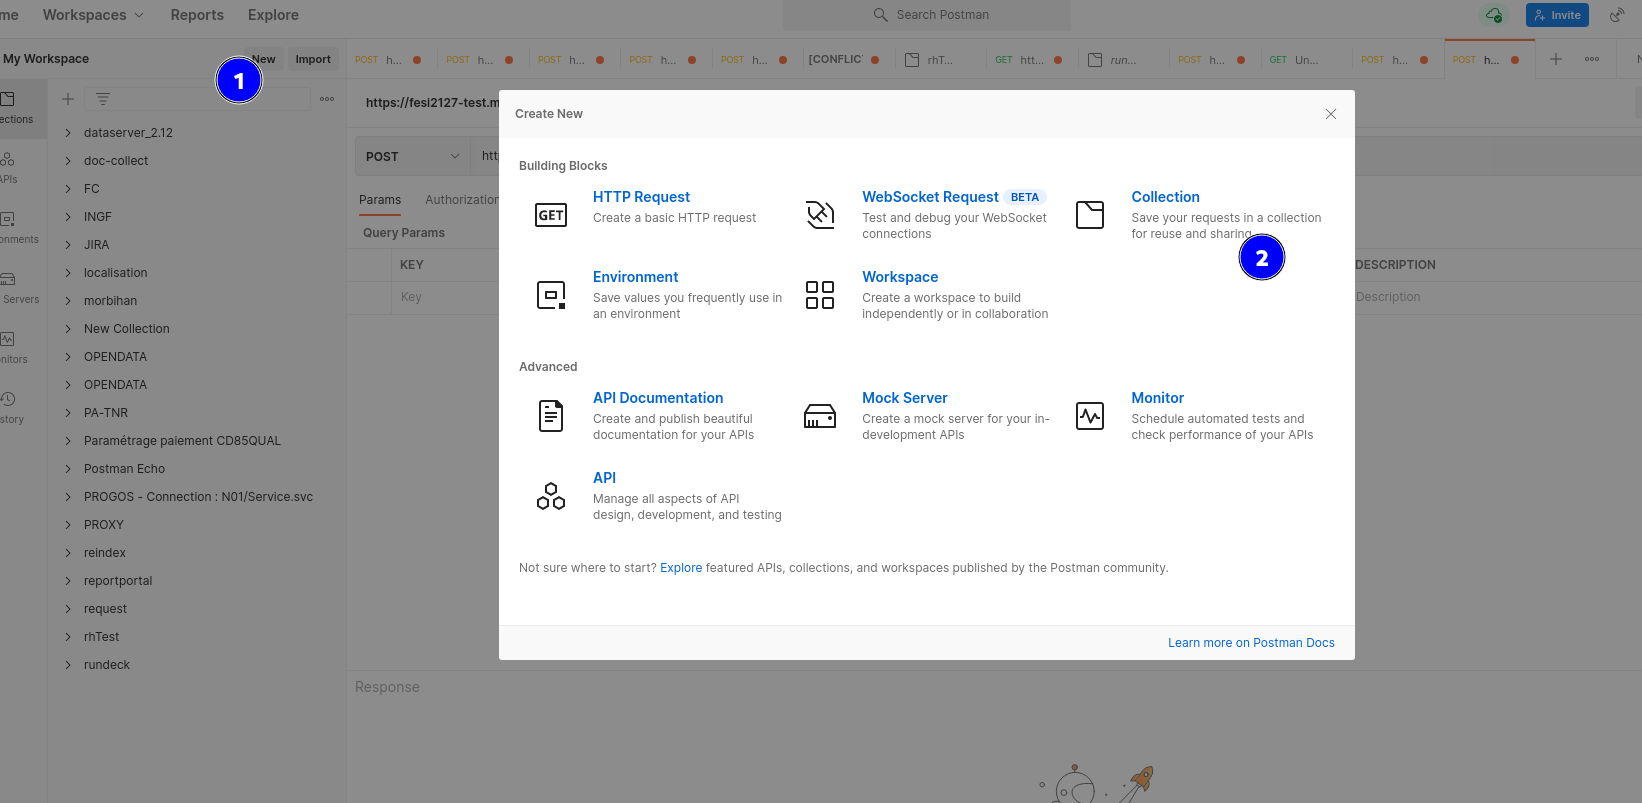 me Workspaces Reports Explore Search Postman Invite
My Workspace New Import
1
POST h... POST h... POST h... POST h... POST h... [CONFLIC rhT... GET htt... run... POST h... GET Un... POST h... POST h...
https://fesl2127-test.m
ections
APIs
onments
Servers
nitors
story
dataserver_2.12
doc-collect
FC
INGF
JIRA
localisation
morbihan
New Collection
OPENDATA
OPENDATA
PA-TNR
Paramétrage paiement CD85QUAL
Postman Echo
PROGOS - Connection : N01/Service.svc
PROXY
reindex
reportportal
request
rhTest
rundeck
POST htt
Params Authorization
Query Params
KEY DESCRIPTION
Key Description
Response
Create New
Building Blocks
HTTP Request
Create a basic HTTP request
GET
WebSocket Request BETA
Test and debug your WebSocket
connections
Collection
Save your requests in a collection
for reuse and sharing
2
Environment
Save values you frequently use in
an environment
Workspace
Create a workspace to build
independently or in collaboration
Advanced
API Documentation
Create and publish beautiful
documentation for your APIs
Mock Server
Create a mock server for your in-
development APIs
Monitor
Schedule automated tests and
check performance of your APIs
API
Manage all aspects of API
design, development, and testing
Not sure where to start? Explore featured APIs, collections, and workspaces published by the Postman community.
Learn more on Postman Docs